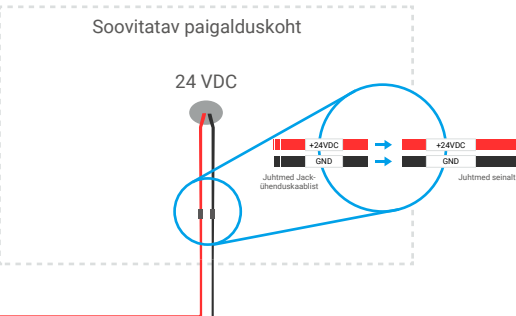 Soovitatav paigalduskoht
24 VDC
+24VDC
+24VDC
GND
GND
Juhtmed Jack-
ühenduskaablist
Juhtmed seinalt